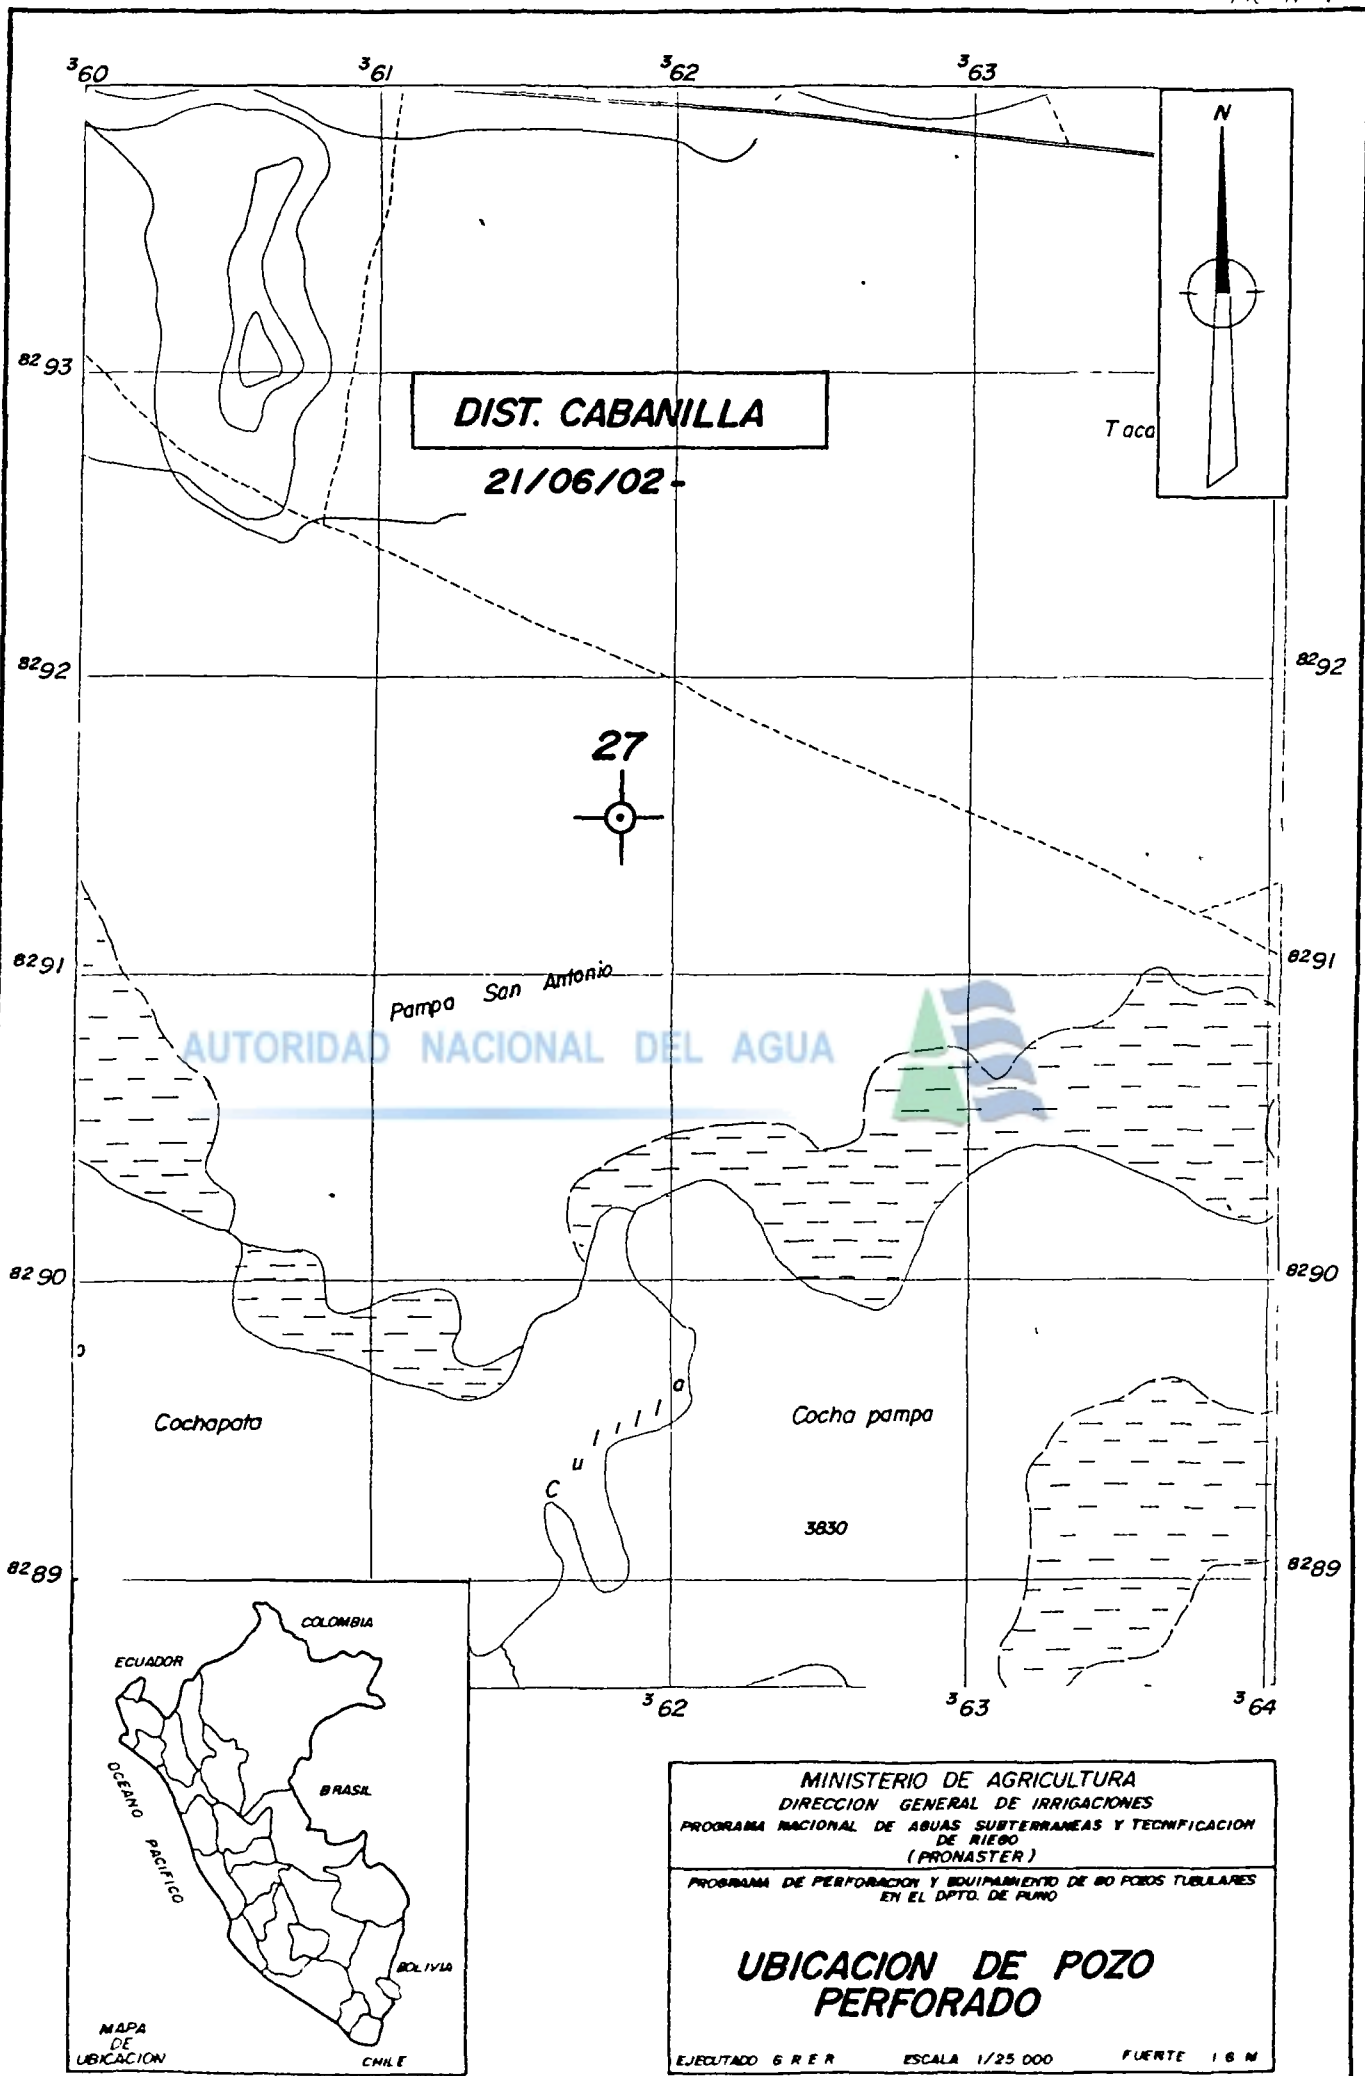 360 361 362 363
N
8293
DIST. CABANILLA
Taca
21/06/02 -
8292 8292
27
8291 8291
Pampa San Antonio
AUTORIDAD NACIONAL DEL AGUA
8290 8290
Cochapata
Culllla
Cocha pampa
3830
8289 8289
362 363 364
COLOMBIA
ECUADOR
BRASIL
OCEANO PACIFICO
BOLIVIA
MAPA
DE
UBICACION
CHILE
MINISTERIO DE AGRICULTURA
DIRECCION GENERAL DE IRRIGACIONES
PROGRAMA NACIONAL DE AGUAS SUBTERRANEAS Y TECNIFICACION
DE RIEGO
(PRONASTER)
PROGRAMA DE PERFORACION Y EQUIPAMIENTO DE 80 POZOS TUBULARES
EN EL DPTO. DE PUNO
UBICACION DE POZO
PERFORADO
EJECUTADO G R E R ESCALA 1/25 000 FUENTE I G M